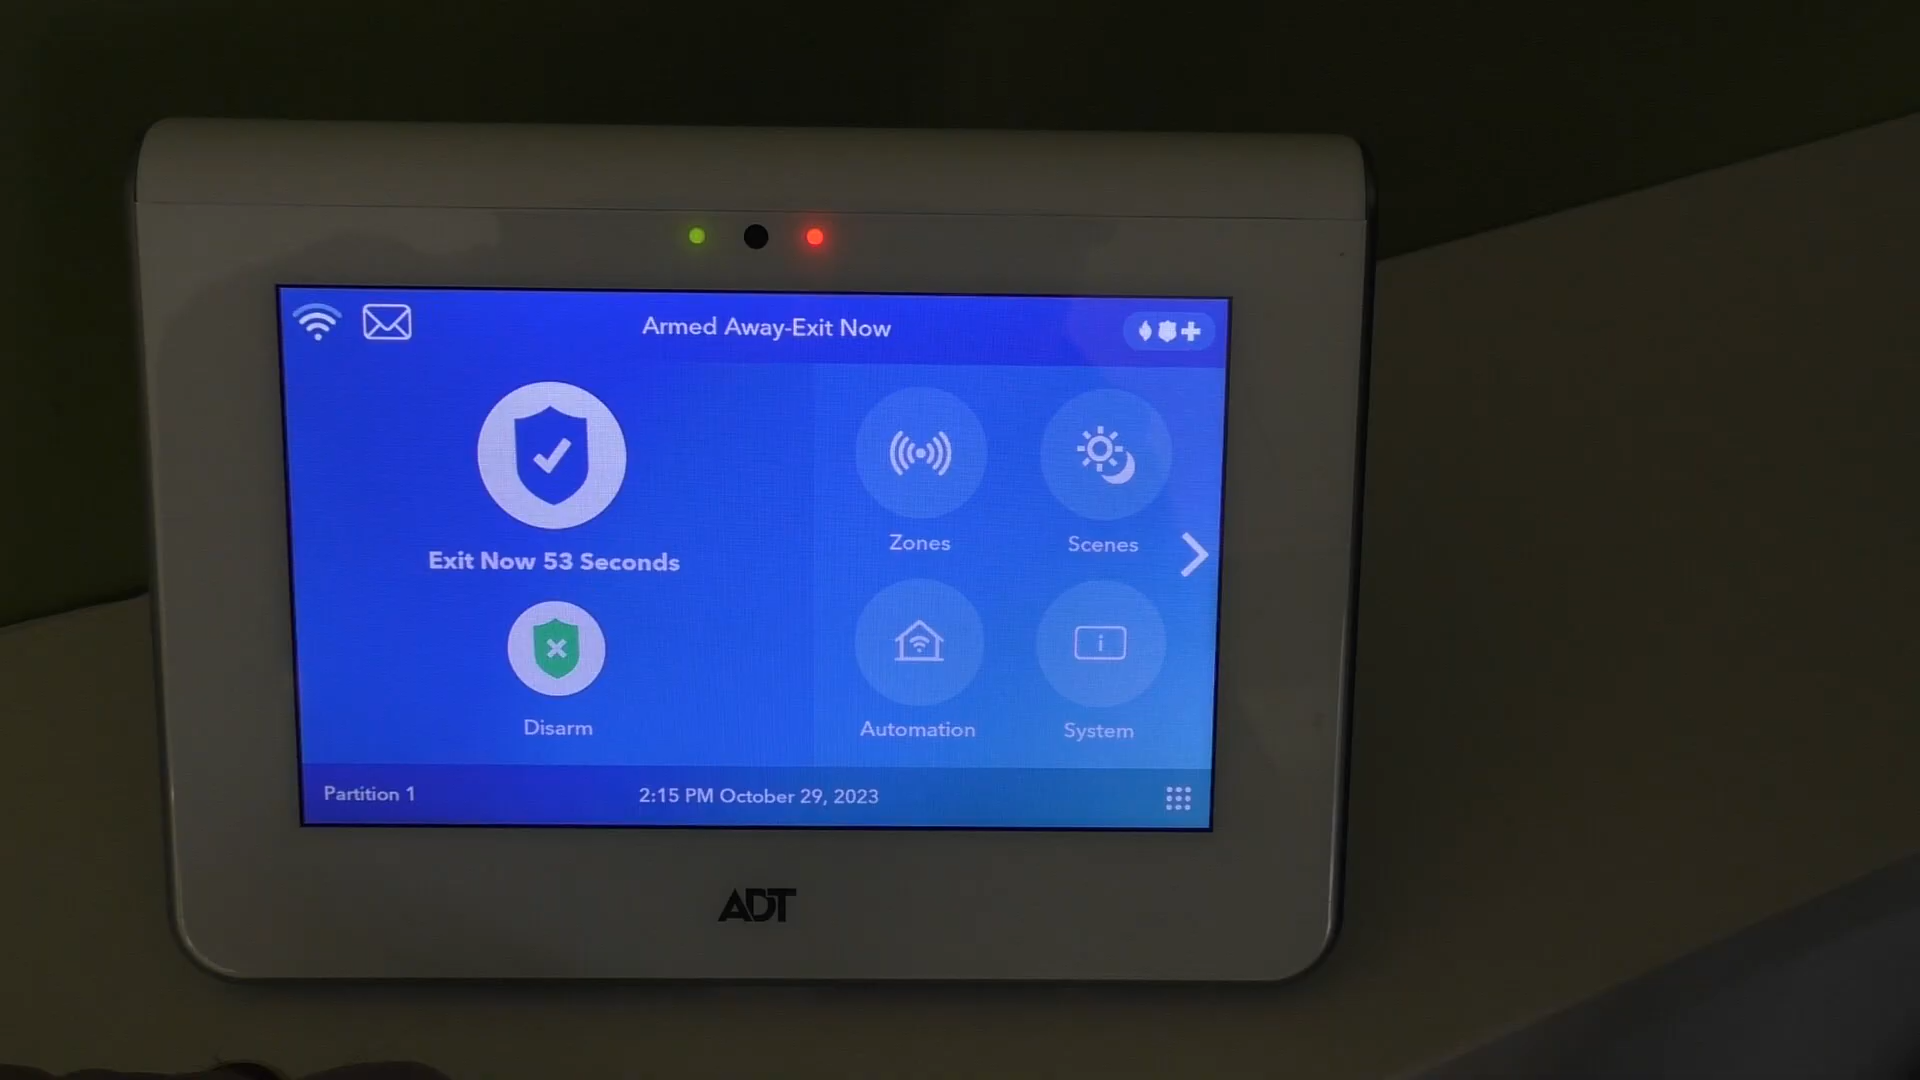 Armed Away-Exit Now
Exit Now 53 Seconds
Disarm
Zones
Scenes
Automation
System
Partition 1
2:15 PM October 29, 2023
ADT